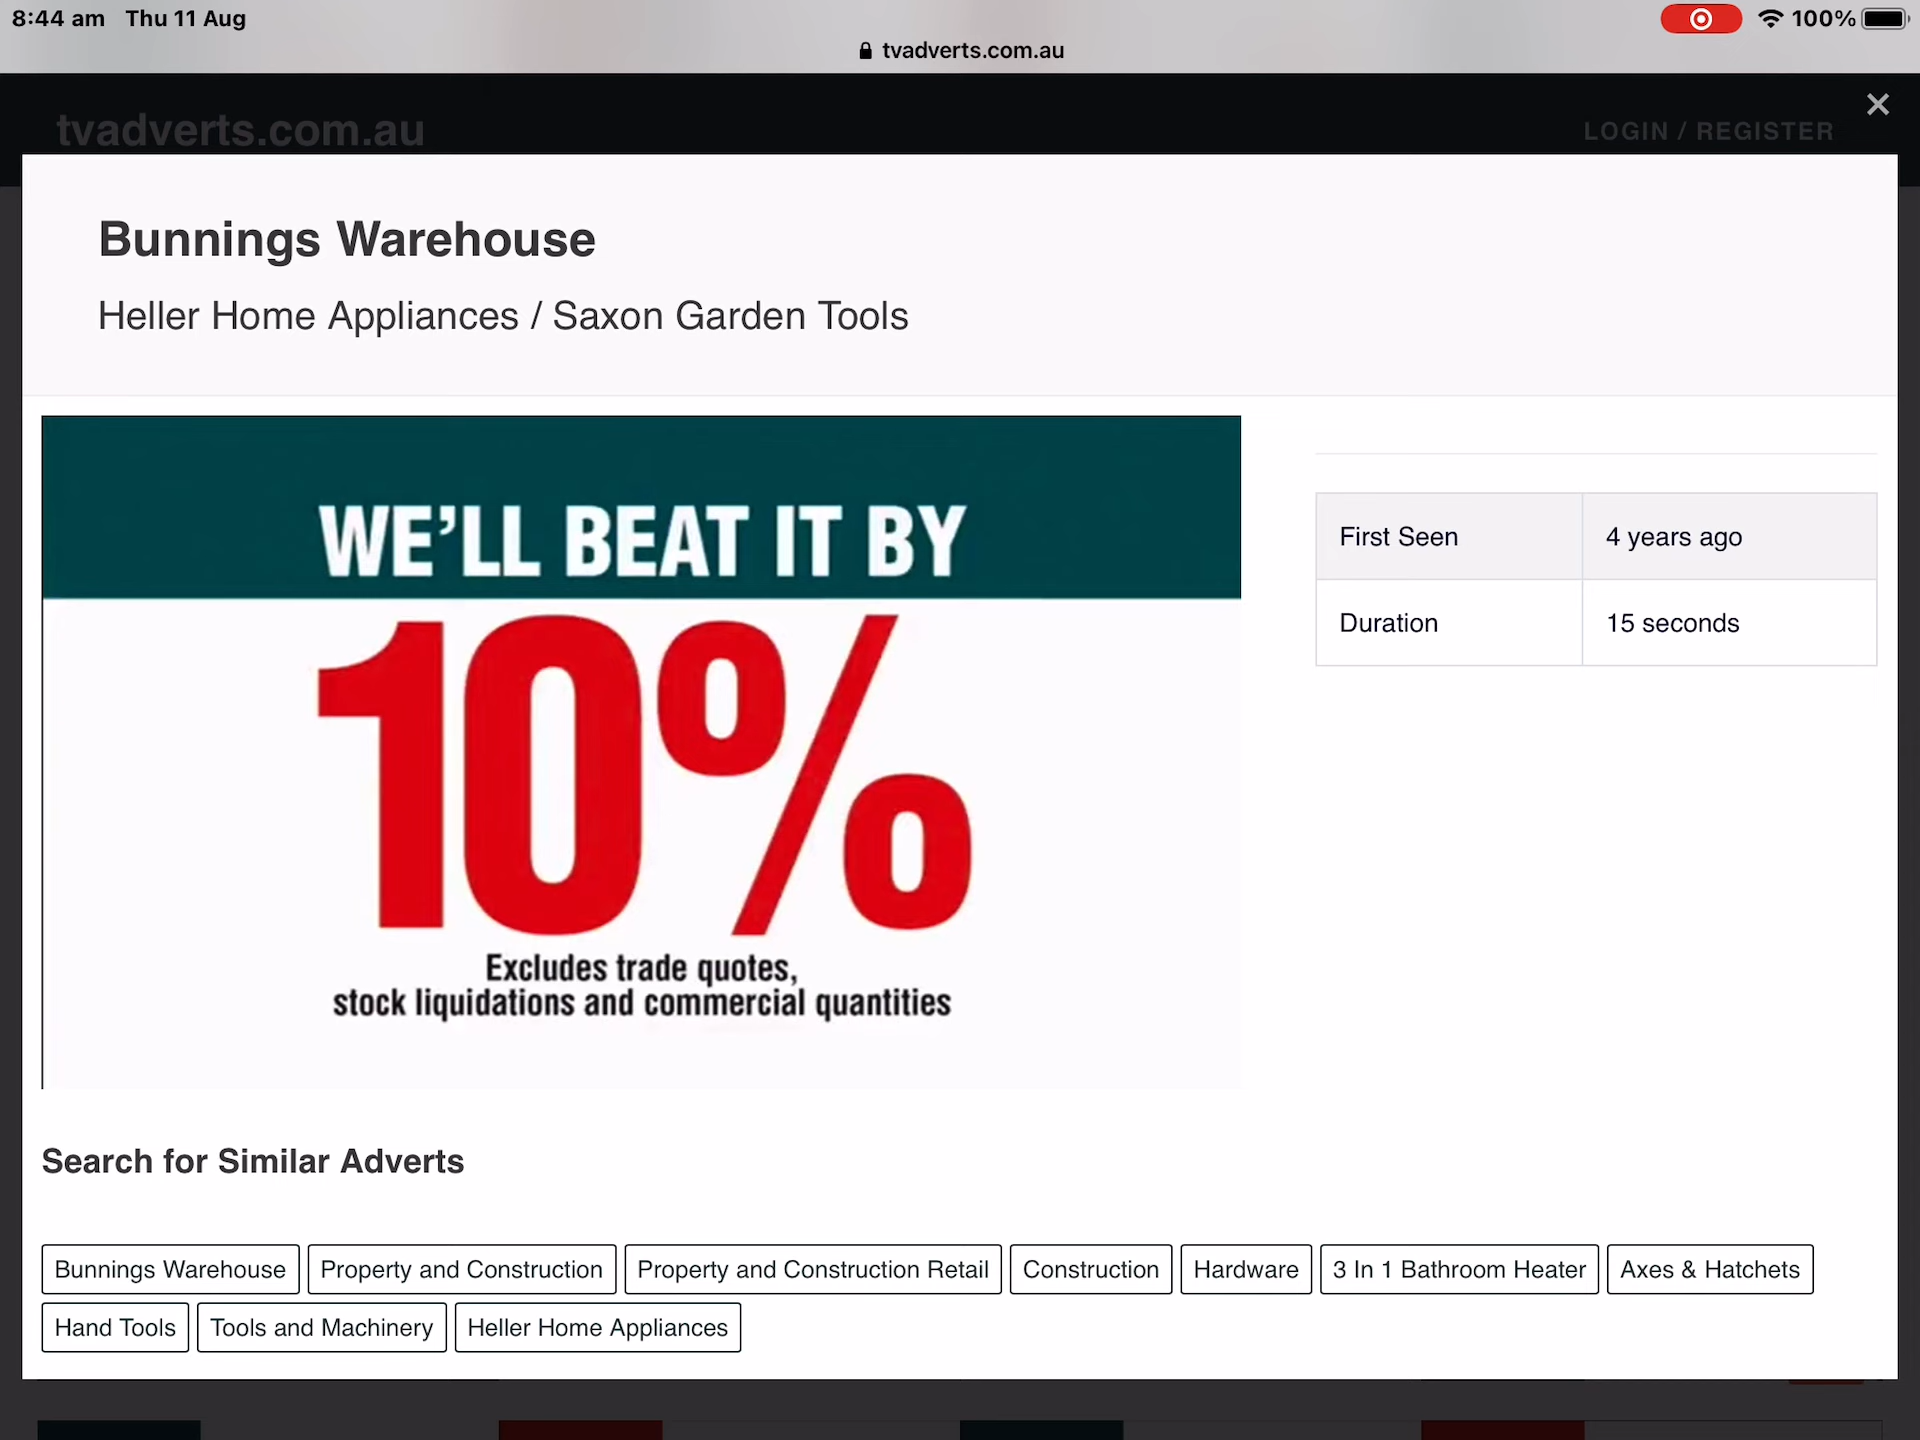 8:44 am Thu 11 Aug
100%
tvadverts.com.au
tvadverts.com.au
LOGIN / REGISTER
Bunnings Warehouse
Heller Home Appliances / Saxon Garden Tools
WE'LL BEAT IT BY
10%
Excludes trade quotes,
stock liquidations and commercial quantities
First Seen 4 years ago
Duration 15 seconds
Search for Similar Adverts
Bunnings Warehouse Property and Construction Property and Construction Retail Construction Hardware 3 In 1 Bathroom Heater Axes & Hatchets
Hand Tools Tools and Machinery Heller Home Appliances